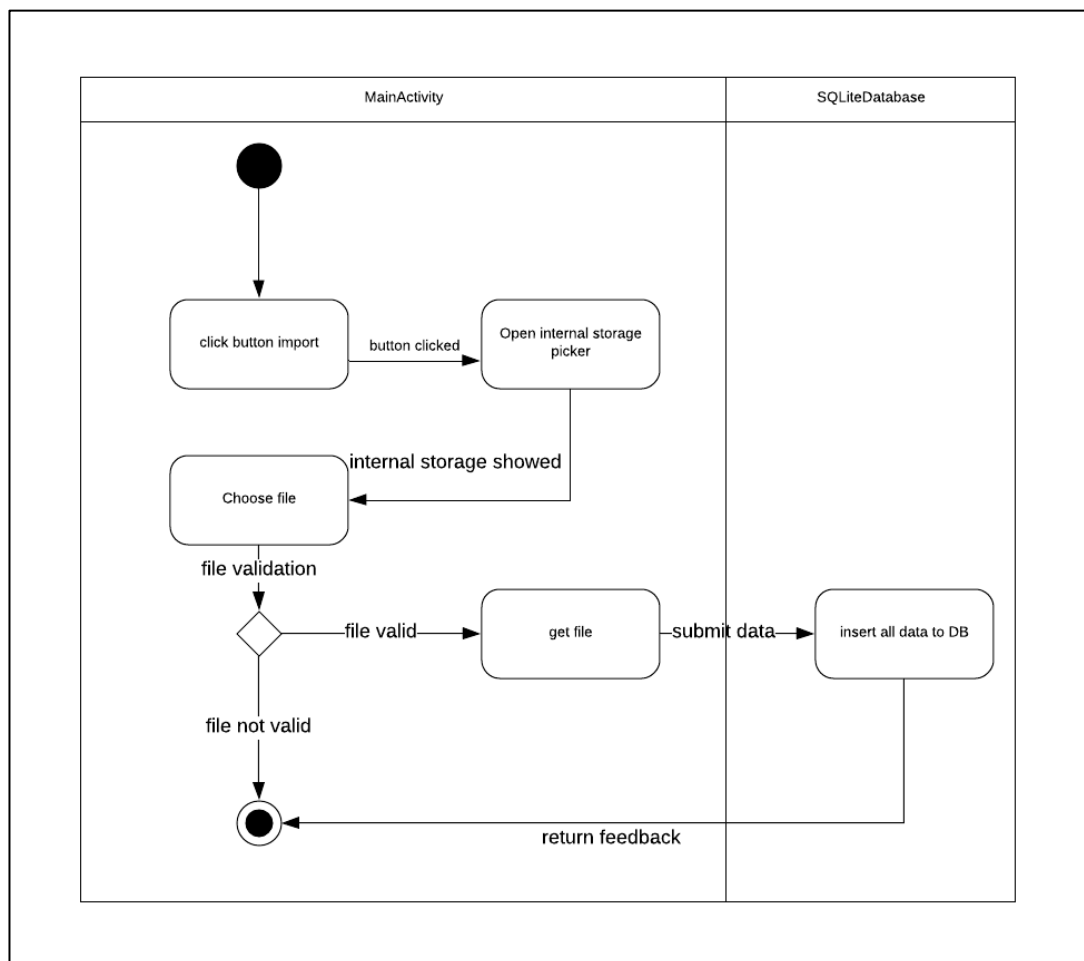 MainActivity
SQLiteDatabase
click button import
button clicked
Open internal storage
picker
internal storage showed
Choose file
file validation
file valid
get file
submit data
insert all data to DB
file not valid
return feedback